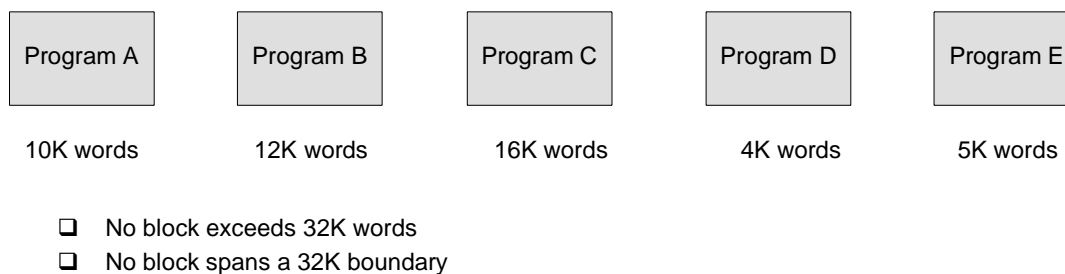 Program A Program B Program C Program D Program E
10K words 12K words 16K words 4K words 5K words
❑ No block exceeds 32K words
❑ No block spans a 32K boundary